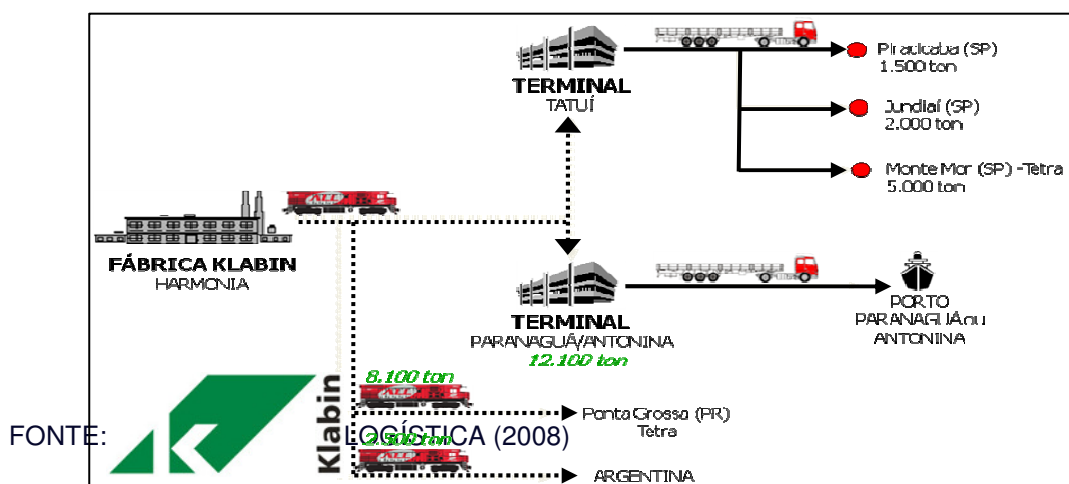 TERMINAL
TATUÍ
Piracicaba (SP)
1.500 ton
Jundiaí (SP)
2.000 ton
Monte Mor (SP) -Tetra
5.000 ton
FÁBRICA KLABIN
HARMONIA
TERMINAL
PARANAGUÁ/ANTONINA
12.100 ton
PORTO
PARANAGUÁ ou
ANTONINA
8.100 ton
Ponta Grossa (PR)
Tetra
Klabin
FONTE: LOGÍSTICA (2008)
ARGENTINA